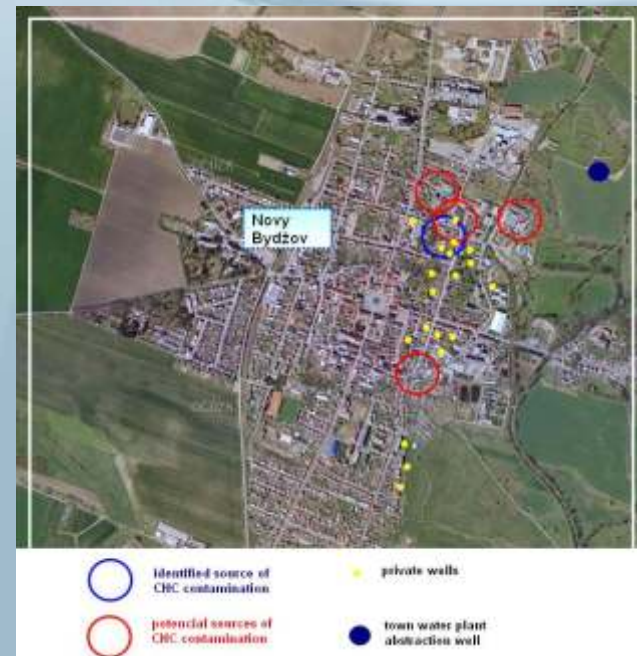 Novy
Bydžov
identified source of
CHC contamination
private wells
potencial sources of
CHC contamination
town water plant
abstraction well